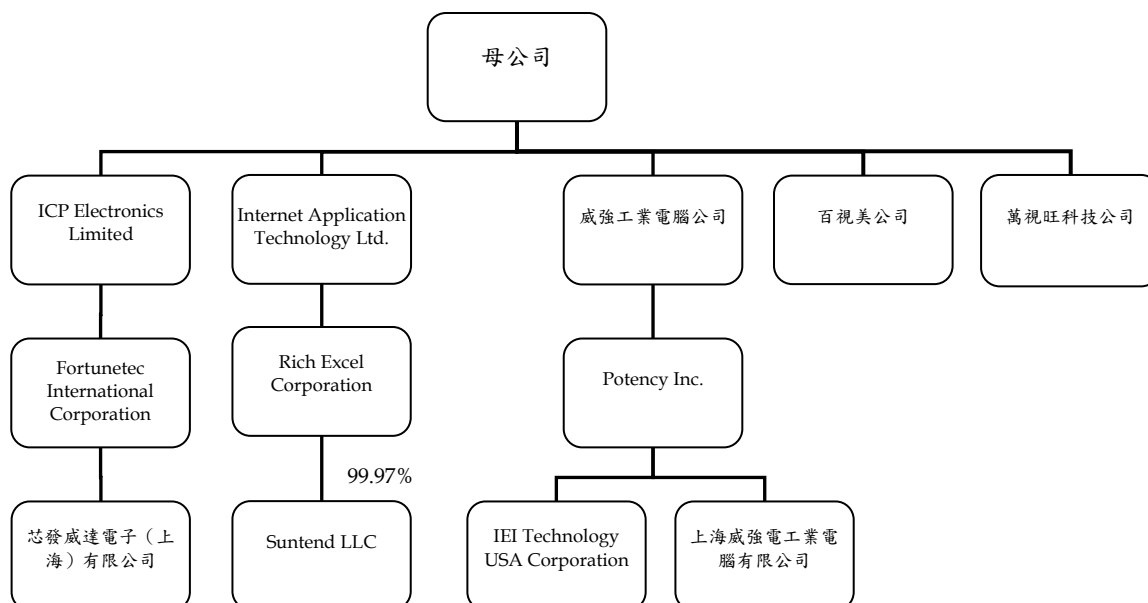 母公司
ICP Electronics
Limited
Internet Application
Technology Ltd.
威強工業電腦公司
百視美公司
萬視旺科技公司
Fortunetec
International
Corporation
Rich Excel
Corporation
Potency Inc.
99.97%
芯發威達電子（上
海）有限公司
Suntend LLC
IEI Technology
USA Corporation
上海威強電工業電
腦有限公司